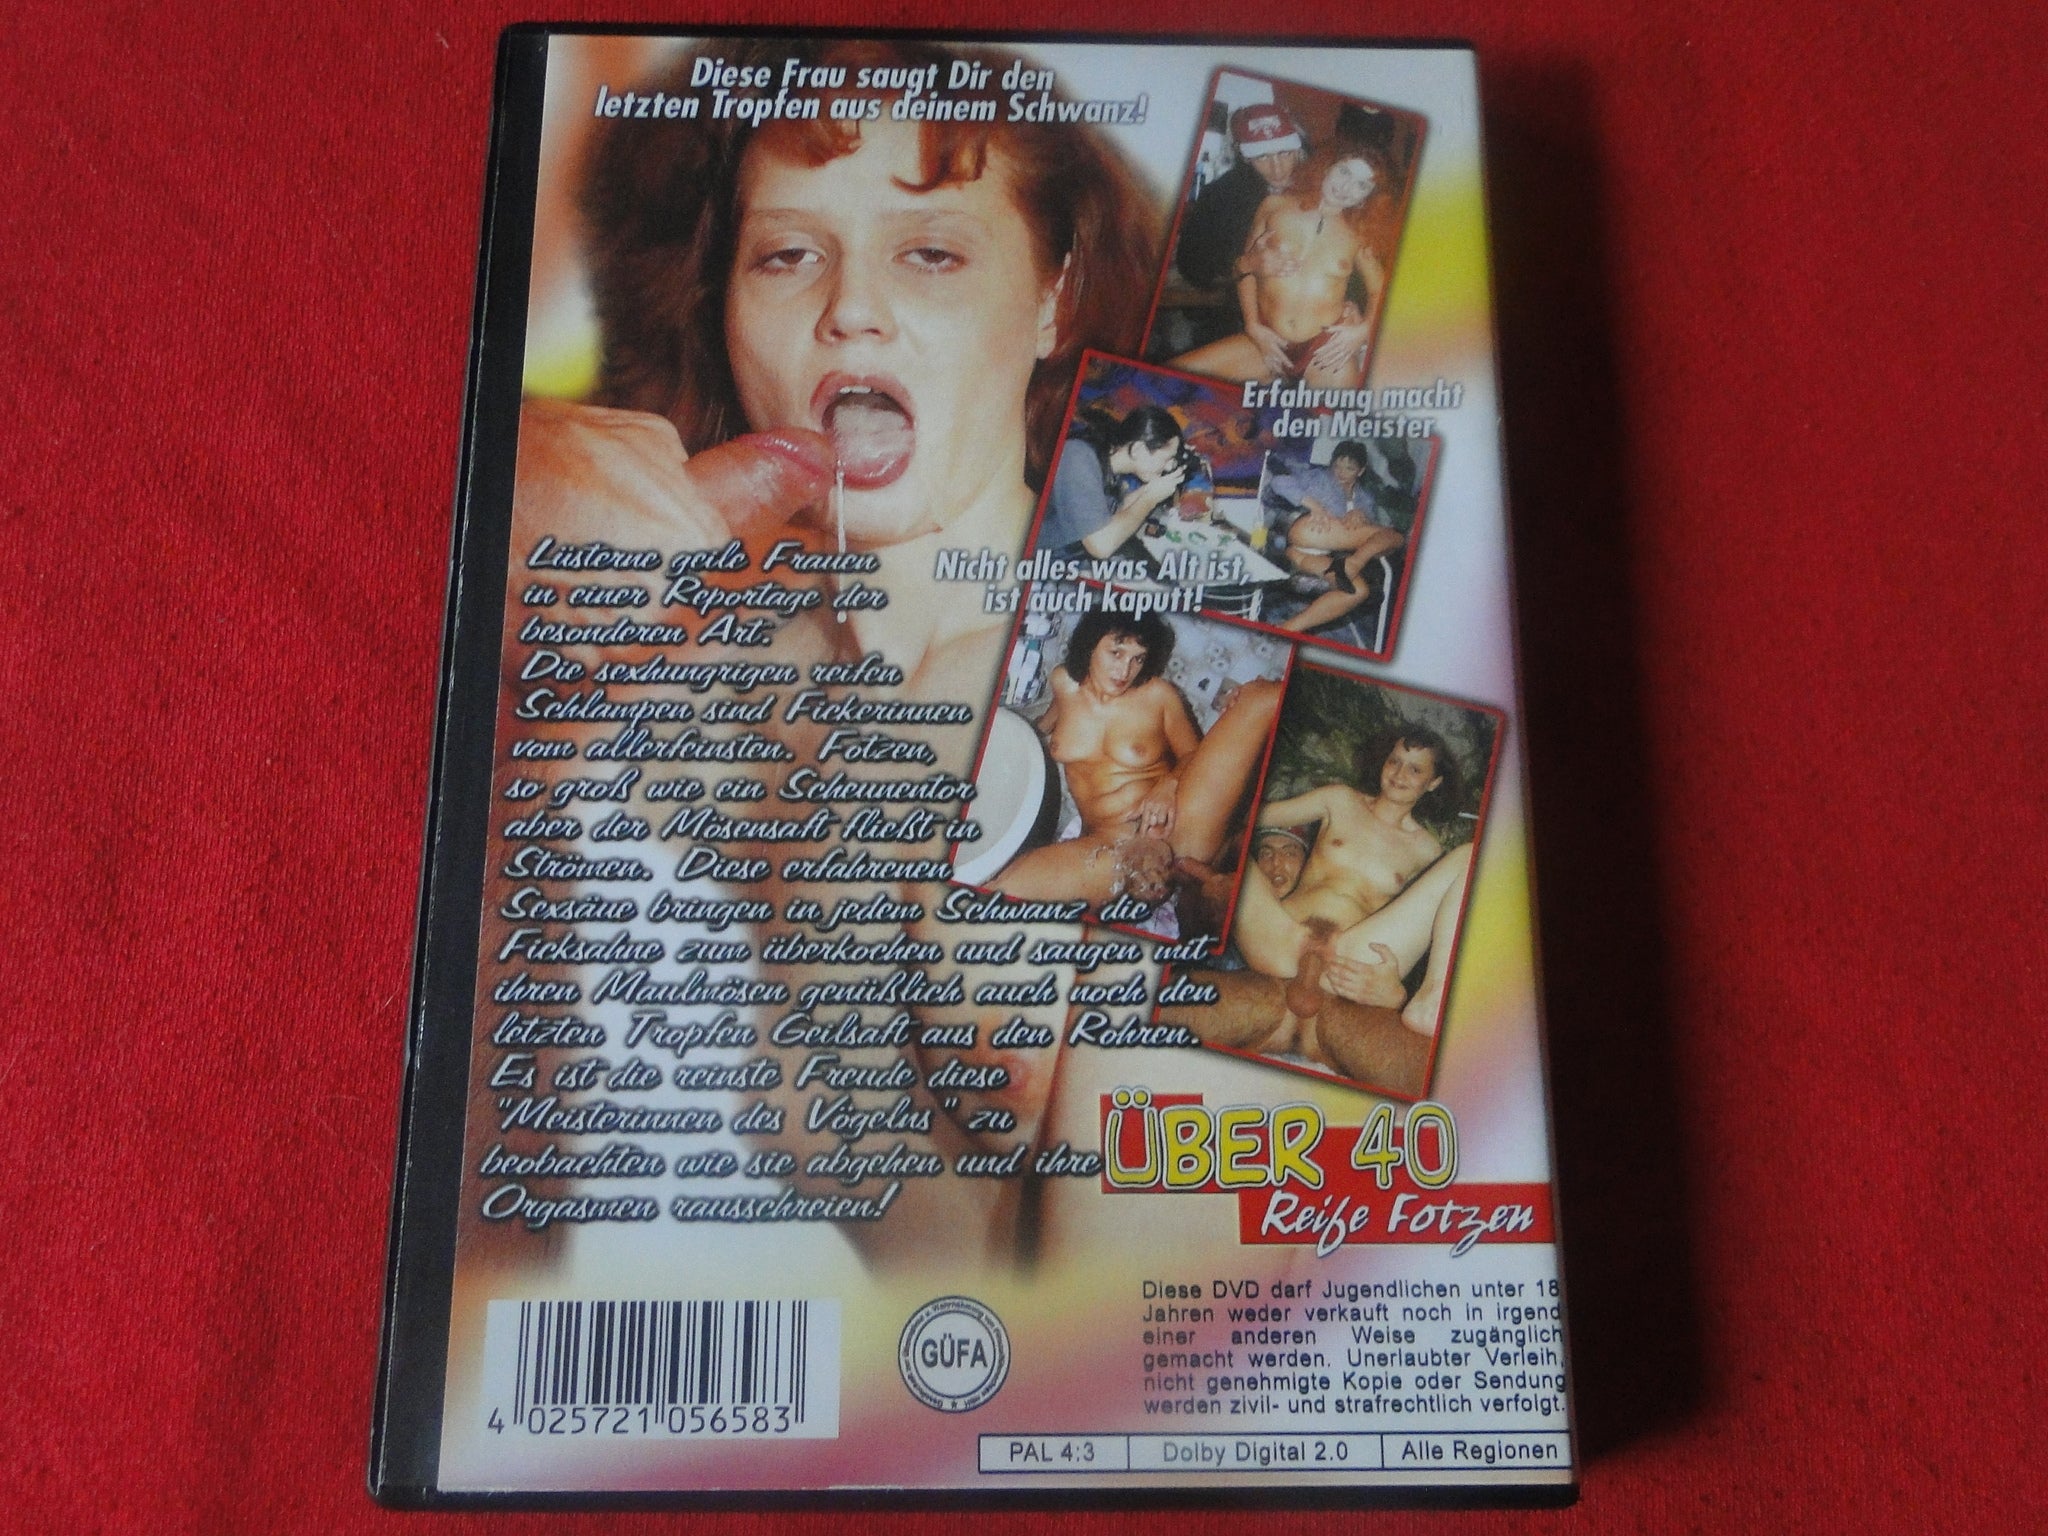 Diese Frau saugt Dir den
letzten Tropfen aus deinem Schwanz!
Erfahrung macht
den Meister
Nicht alles was Alt ist,
ist auch kaputt!
Lüsterne geile Frauen
in einer Reportage der
besonderen Art.
Die sexhungrigen reifen
Schlampen sind Fickerinnen
vom allerfeinsten. Fotzen,
so groß wie ein Scheunentor
aber der Mösensaft fließt in
Strömen. Diese erfahrenen
Sexsäue bringen in jedem Schwanz die
Ficksahne zum überkochen und saugen mit
ihren Maulmösen genüßlich auch noch den
letzten Tropfen Geilsaft aus den Rohren.
Es ist die reinste Freude diese
"Meisterinnen des Vögelns" zu
beobachten wie sie abgehen und ihre
Orgasmen rausschreien!
ÜBER 40
Reife Fotzen
Diese DVD darf Jugendlichen unter 18
Jahren weder verkauft noch in irgend
einer anderen Weise zugänglich
gemacht werden. Unerlaubter Verleih,
nicht genehmigte Kopie oder Sendung
werden zivil- und strafrechtlich verfolgt.
GÜFA
4 025721 056583
PAL 4:3 Dolby Digital 2.0 Alle Regionen